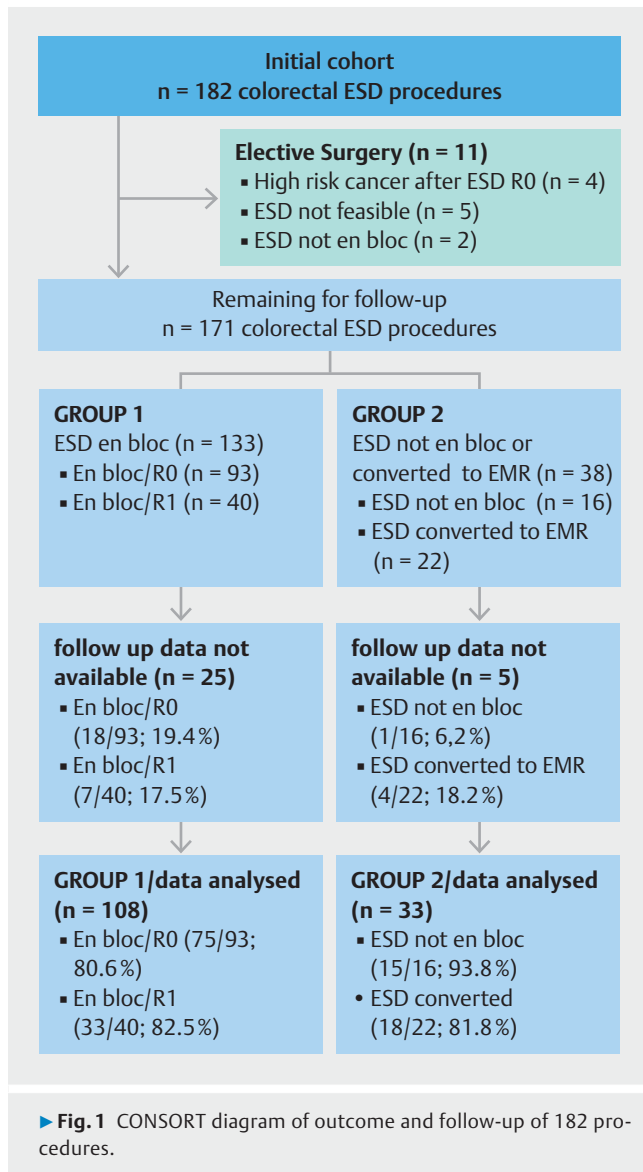 Initial cohort
n = 182 colorectal ESD procedures
Elective Surgery (n = 11)
▪ High risk cancer after ESD R0 (n = 4)
▪ ESD not feasible (n = 5)
▪ ESD not en bloc (n = 2)
Remaining for follow-up
n = 171 colorectal ESD procedures
GROUP 1
ESD en bloc (n = 133)
▪ En bloc/R0 (n = 93)
▪ En bloc/R1 (n = 40)
GROUP 2
ESD not en bloc or
converted to EMR (n = 38)
▪ ESD not en bloc (n = 16)
▪ ESD converted to EMR
(n = 22)
follow up data not
available (n = 25)
▪ En bloc/R0
(18/93; 19.4 %)
▪ En bloc/R1
(7/40; 17.5 %)
follow up data not
available (n = 5)
▪ ESD not en bloc
(1/16; 6,2 %)
▪ ESD converted to EMR
(4/22; 18.2 %)
GROUP 1/data analysed
(n = 108)
▪ En bloc/R0 (75/93;
80.6 %)
▪ En bloc/R1
(33/40; 82.5 %)
GROUP 2/data analysed
(n = 33)
▪ ESD not en bloc
(15/16; 93.8 %)
• ESD converted
(18/22; 81.8 %)
▶ Fig. 1 CONSORT diagram of outcome and follow-up of 182 pro-
cedures.